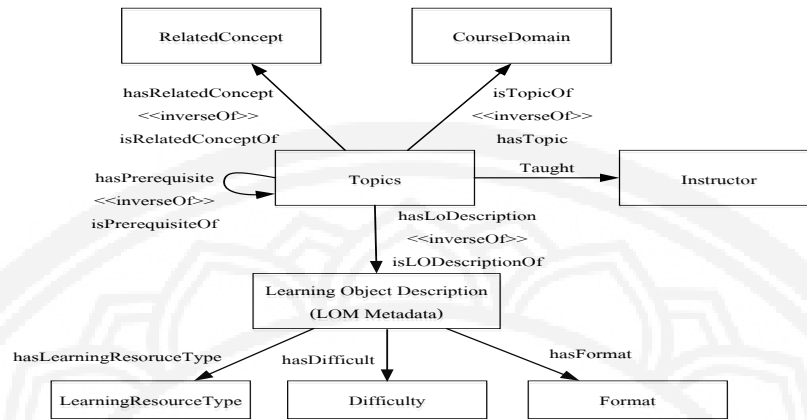 RelatedConcept
CourseDomain
hasRelatedConcept
<<inverseOf>>
isRelatedConceptOf
isTopicOf
<<inverseOf>>
hasTopic
hasPrerequisite
<<inverseOf>>
isPrerequisiteOf
Topics
Taught
Instructor
hasLoDescription
<<inverseOf>>
isLODescriptionOf
Learning Object Description
(LOM Metadata)
hasLearningResoruceType
hasDifficult
hasFormat
LearningResourceType
Difficulty
Format